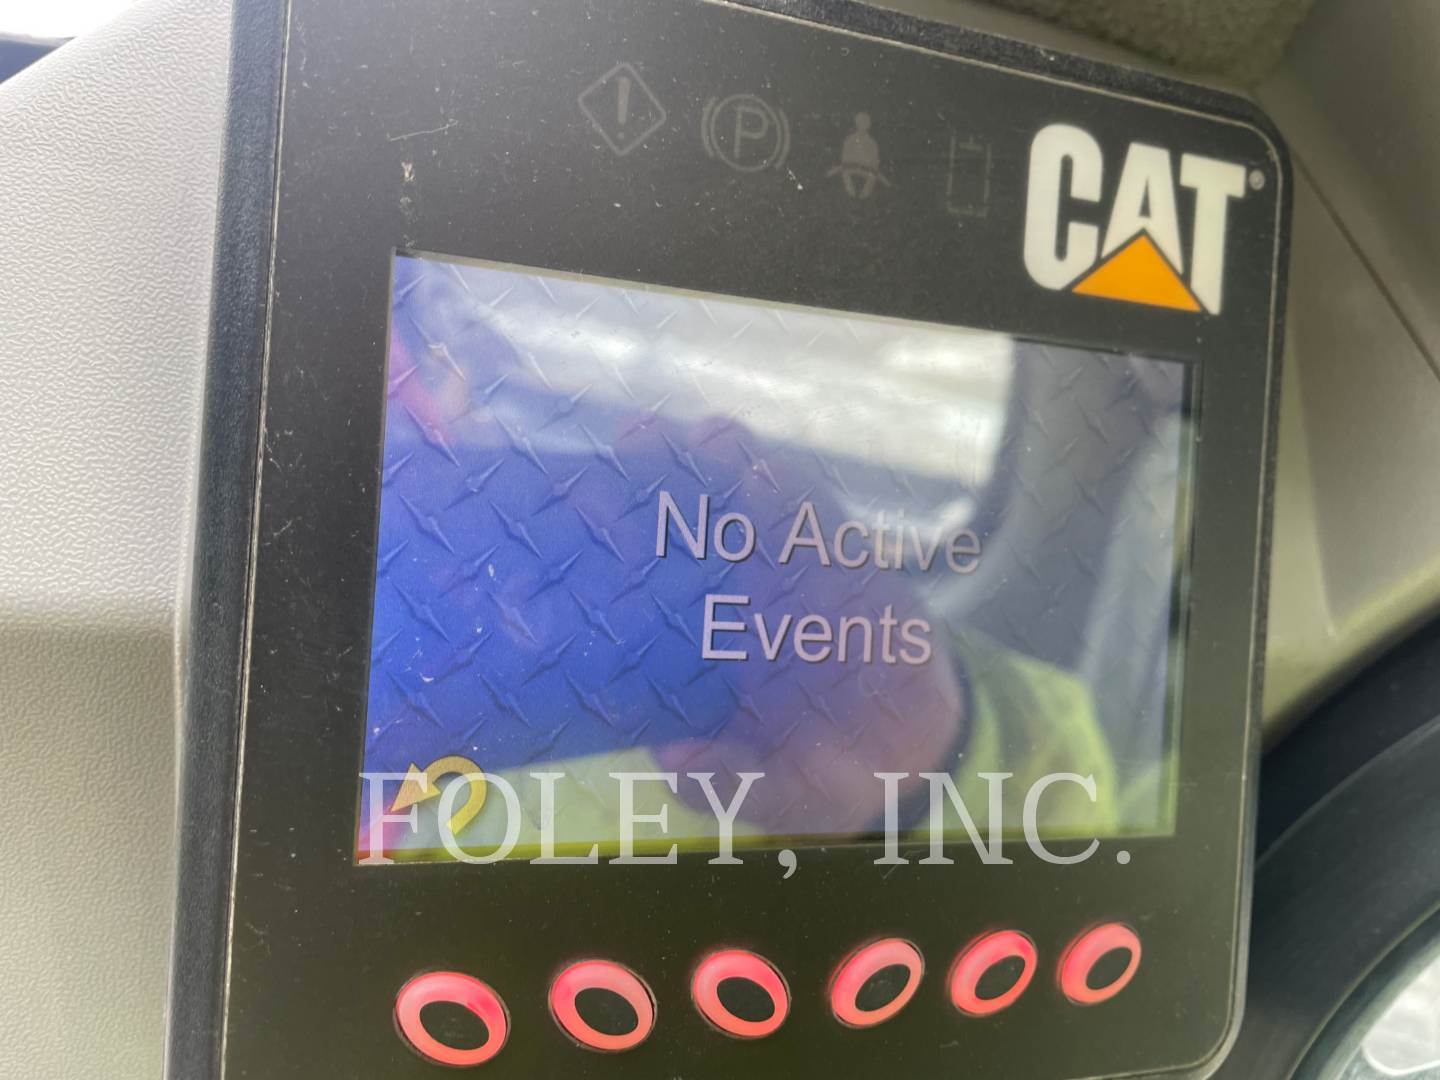 P
CAT®
No Active
Events
FOLEY, INC.